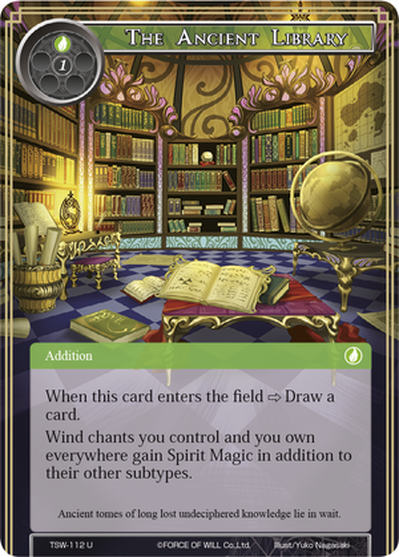 The Ancient Library
1
Addition
When this card enters the field ⇨ Draw a
card.
Wind chants you control and you own
everywhere gain Spirit Magic in addition to
their other subtypes.
Ancient tomes of long lost undeciphered knowledge lie in wait.
TSW-112 U ©FORCE OF WILL Co.,Ltd. Illust/Yuko Nagasaki